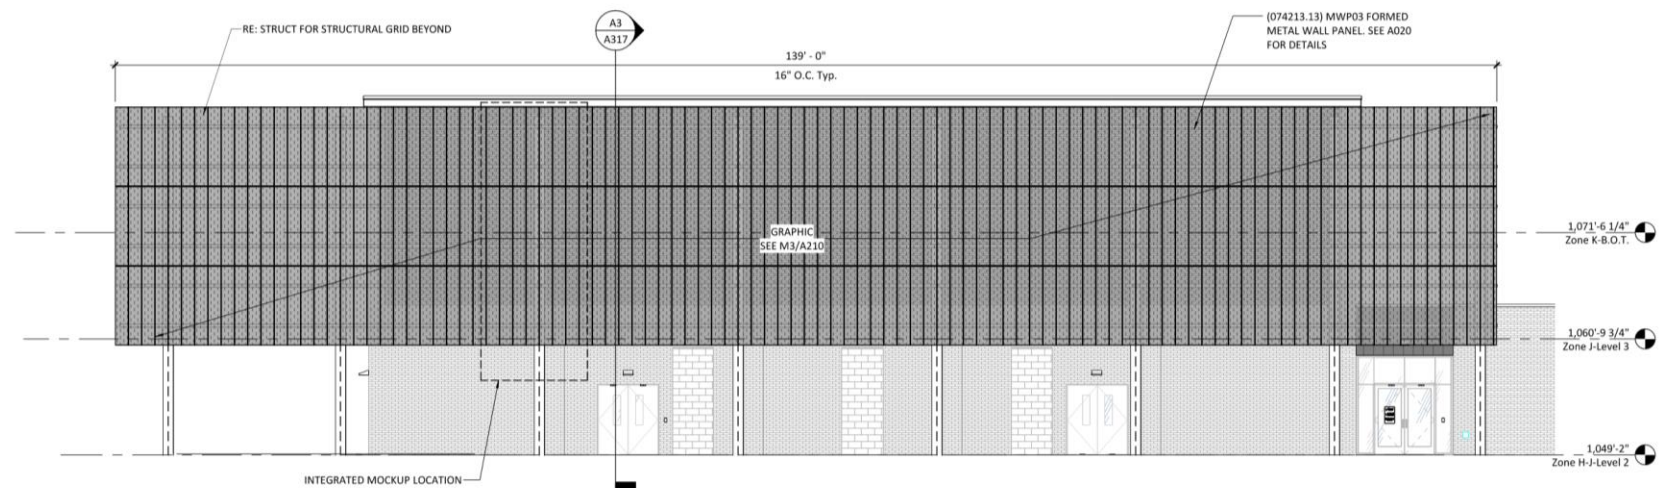 RE: STRUCT FOR STRUCTURAL GRID BEYOND
A3
A317
(074213.13) MWP03 FORMED
METAL WALL PANEL. SEE A020
FOR DETAILS
139' - 0"
16" O.C. Typ.
GRAPHIC
SEE M3/A210
1,071'-6 1/4"
Zone K-B.O.T.
1,060'-9 3/4"
Zone J-Level 3
1,049'-2"
Zone H-J-Level 2
INTEGRATED MOCKUP LOCATION